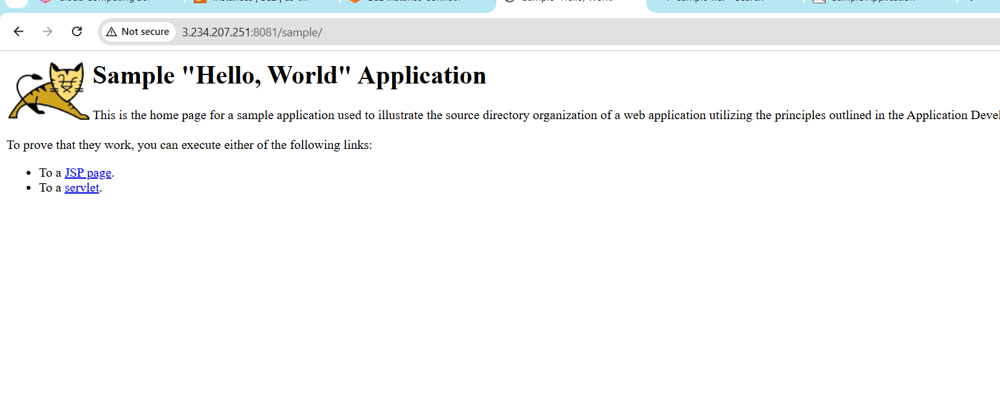 Not secure 3.234.207.251:8081/sample/
Sample "Hello, World" Application
This is the home page for a sample application used to illustrate the source directory organization of a web application utilizing the principles outlined in the Application
To prove that they work, you can execute either of the following links:
• To a JSP page.
• To a servlet.